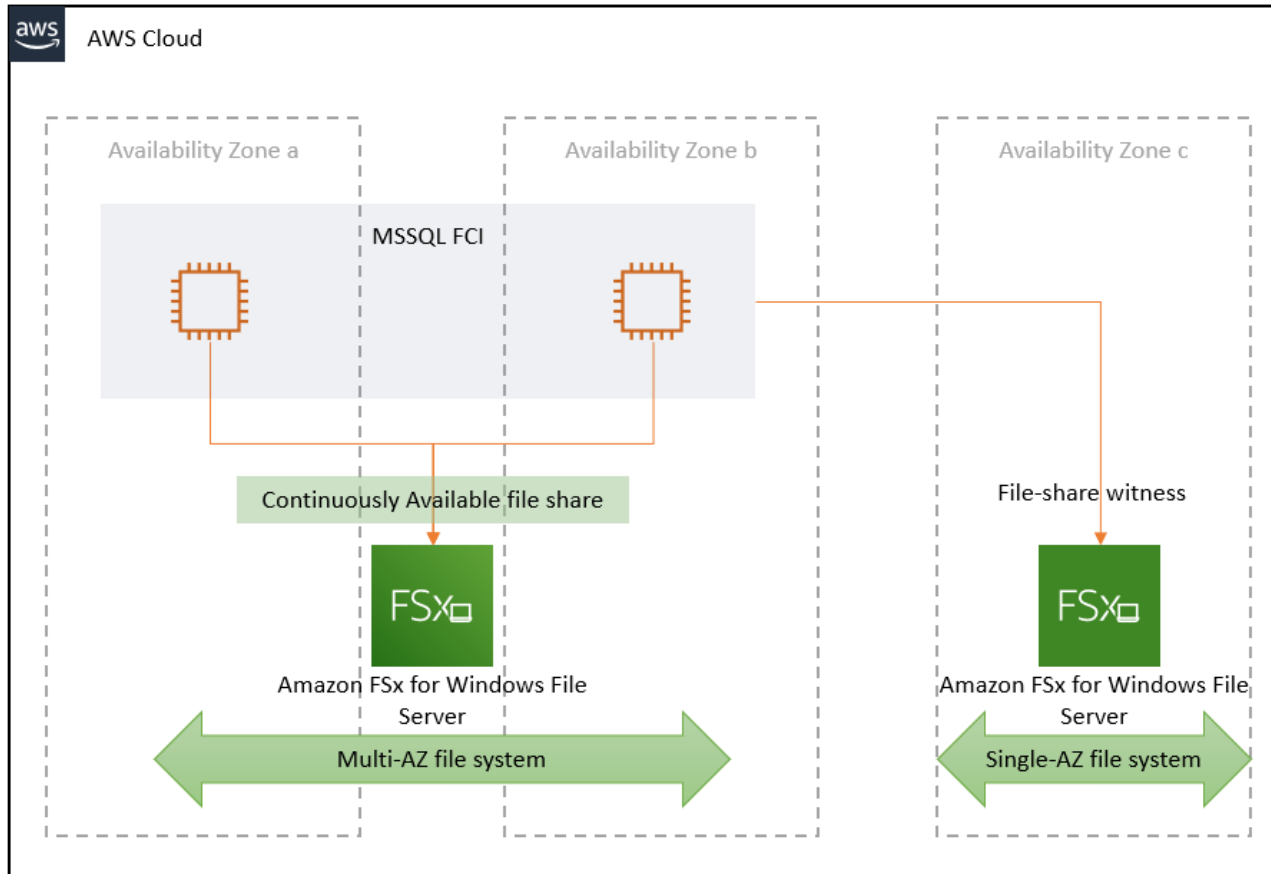 aws
AWS Cloud
Availability Zone a
Availability Zone b
Availability Zone c
MSSQL FCI
Continuously Available file share
File-share witness
FSx
FSx
Amazon FSx for Windows File
Server
Amazon FSx for Windows File
Server
Multi-AZ file system
Single-AZ file system